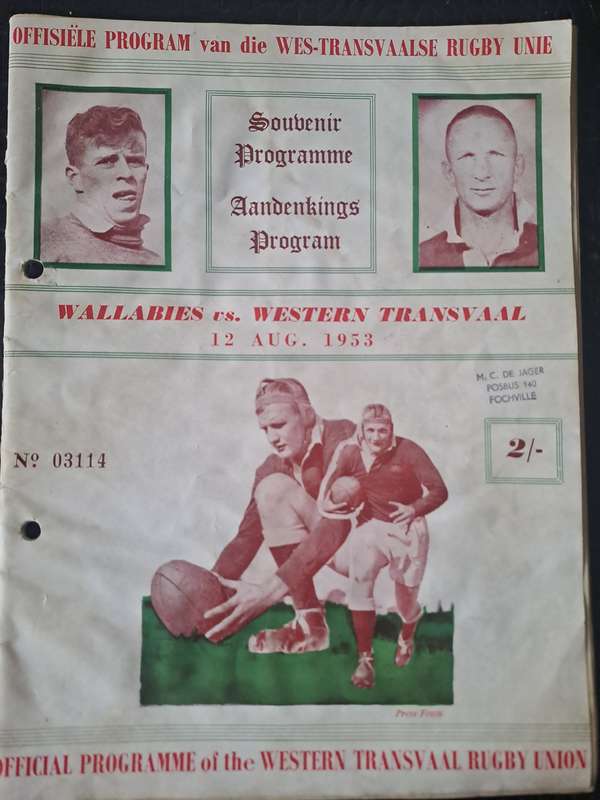 OFFISIËLE PROGRAM van die WES-TRANSVAALSE RUGBY UNIE
Souvenir
Programme
Aandenkings
Program
WALLABIES vs. WESTERN TRANSVAAL
12 AUG. 1953
M. C. DE JAGER
POSBUS 140
FOCHVILLE
2/-
Nº 03114
Press Foto's
OFFICIAL PROGRAMME of the WESTERN TRANSVAAL RUGBY UNION